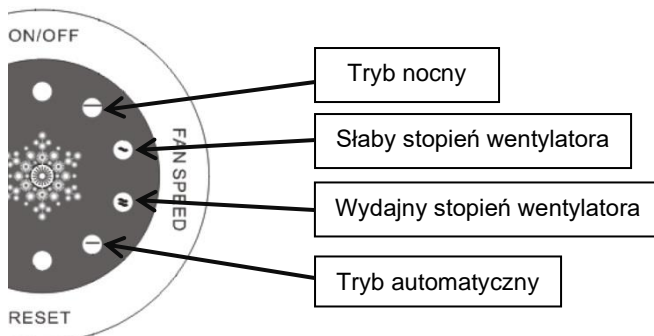 ON/OFF
Tryb nocny
Słaby stopień wentylatora
FAN SPEED
Wydajny stopień wentylatora
Tryb automatyczny
RESET